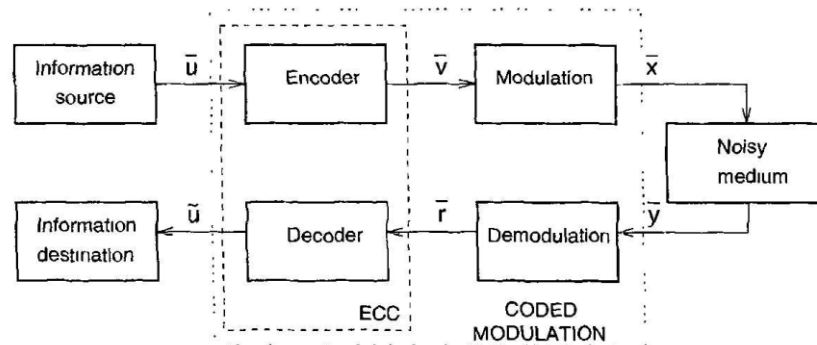 Information
source
u̅
Encoder
v̅
Modulation
x̅
Noisy
medium
Information
destination
ũ
Decoder
r̅
Demodulation
y̅
ECC
CODED
MODULATION